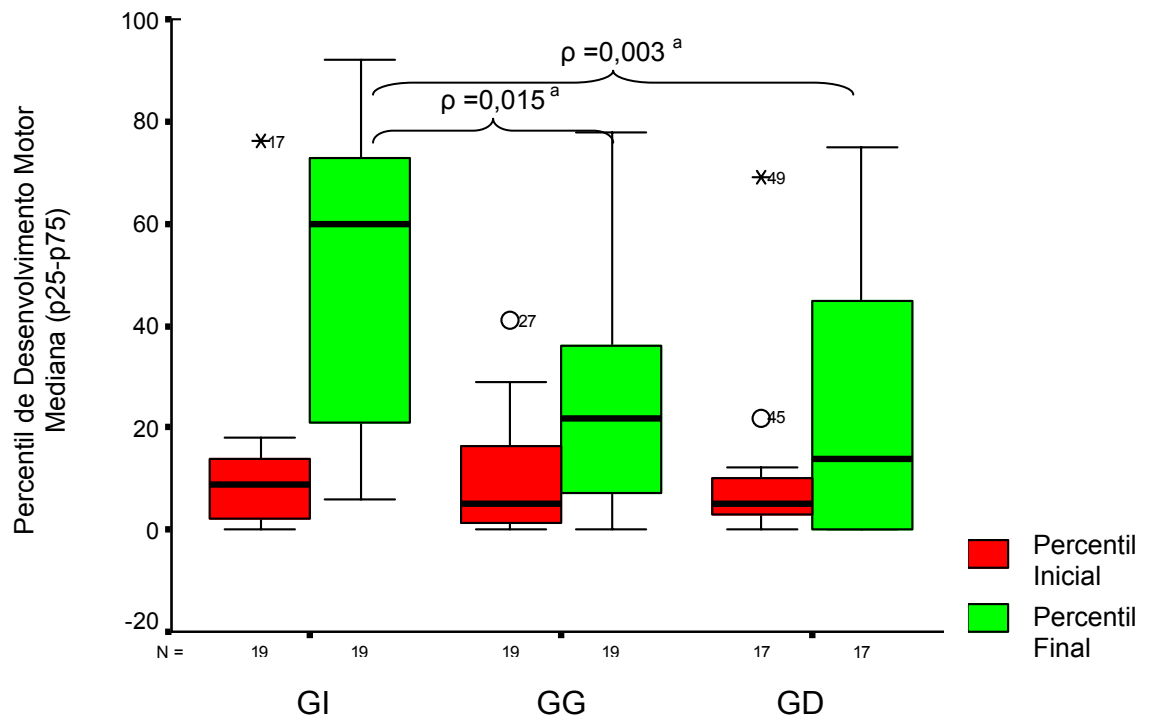 Percentil de Desenvolvimento Motor
Mediana (p25-p75)
100
80
60
40
20
0
-20
ρ =0,003 a
ρ =0,015 a
17
27
49
45
N = 19 19 19 19 17 17
GI GG GD
Percentil
Inicial
Percentil
Final